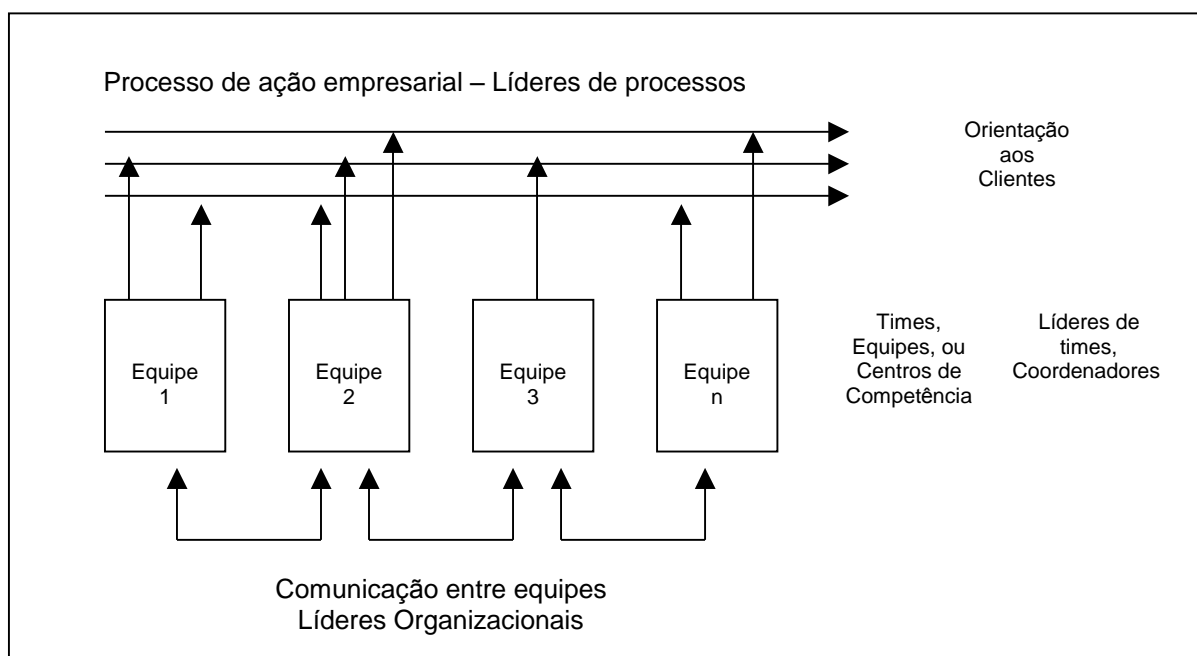 Processo de ação empresarial – Líderes de processos
Orientação
aos
Clientes
Equipe
1
Equipe
2
Equipe
3
Equipe
n
Times,
Equipes, ou
Centros de
Competência
Líderes de
times,
Coordenadores
Comunicação entre equipes
Líderes Organizacionais